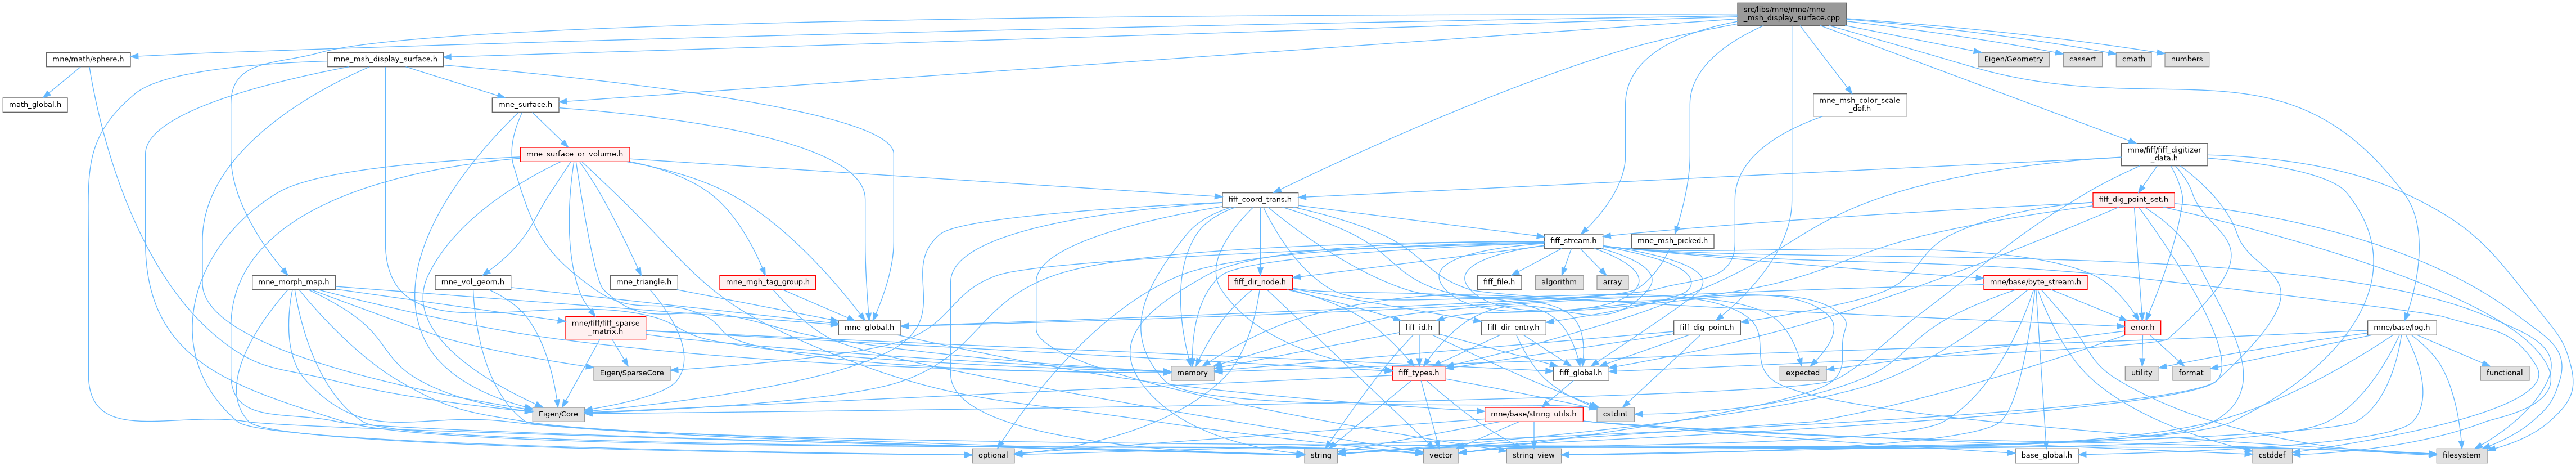 src/libs/mne/mne/mne
_msh_display_surface.cpp
mne/math/sphere.h
mne_msh_display_surface.h
Eigen/Geometry
cassert
cmath
numbers
math_global.h
mne_surface.h
mne_msh_color_scale
_def.h
mne_surface_or_volume.h
mne/fiff/fiff_digitizer
_data.h
fiff_coord_trans.h
fiff_dig_point_set.h
fiff_stream.h
mne_msh_picked.h
mne_morph_map.h
mne_vol_geom.h
mne_triangle.h
mne_mgh_tag_group.h
fiff_dir_node.h
fiff_file.h
algorithm
array
mne/base/byte_stream.h
mne/fiff/fiff_sparse
_matrix.h
mne_global.h
fiff_id.h
fiff_dir_entry.h
fiff_dig_point.h
error.h
mne/base/log.h
Eigen/SparseCore
memory
fiff_types.h
fiff_global.h
expected
utility
format
functional
Eigen/Core
mne/base/string_utils.h
cstdint
optional
string
vector
string_view
base_global.h
cstddef
filesystem